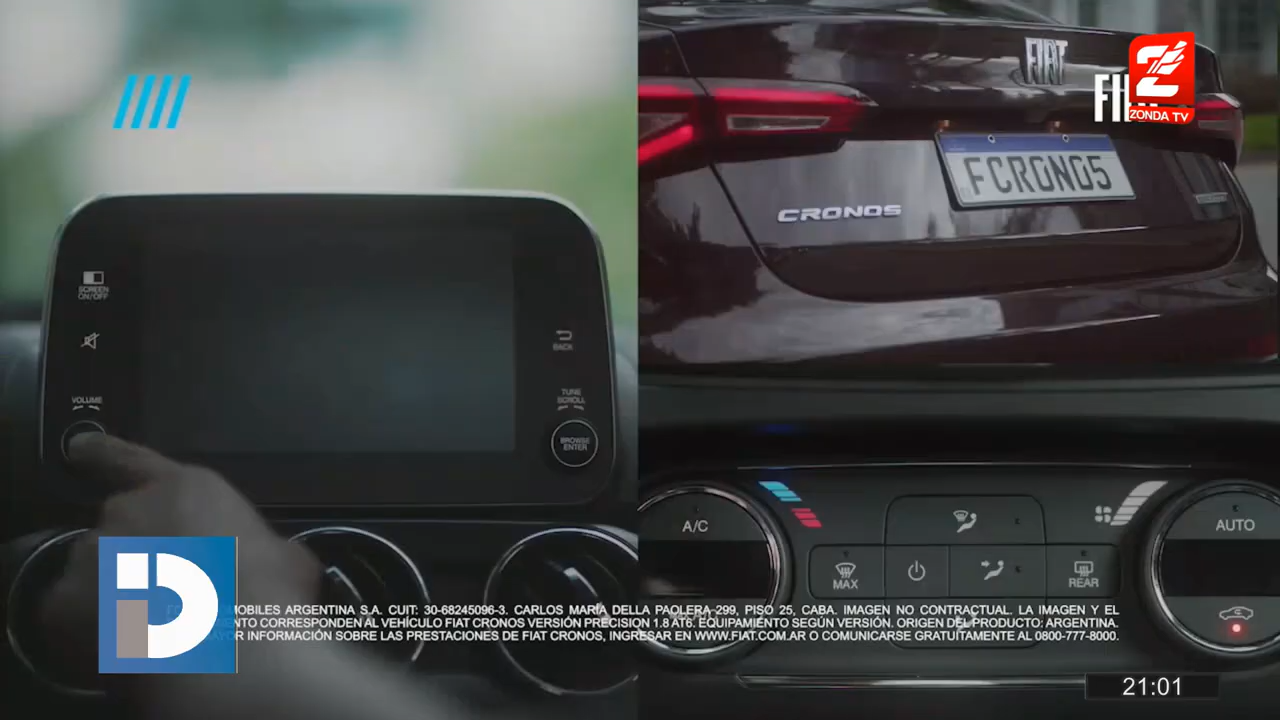 FIAT
ZONDA TV
FCRONOS
CRONOS
SCREEN
ON/OFF
BACK
VOLUME
TUNE
SCROLL
BROWSE
ENTER
A/C
AUTO
MAX
REAR
MOBILES ARGENTINA S.A. CUIT: 30-68245096-3. CARLOS MARÍA DELLA PAOLERA 299, PISO 25, CABA. IMAGEN NO CONTRACTUAL. LA IMAGEN Y EL
CORRESPONDEN AL VEHÍCULO FIAT CRONOS VERSIÓN PRECISION 1.8 AT6. EQUIPAMIENTO SEGÚN VERSIÓN. ORIGEN DEL PRODUCTO: ARGENTINA.
INFORMACIÓN SOBRE LAS PRESTACIONES DE FIAT CRONOS, INGRESAR EN WWW.FIAT.COM.AR O COMUNICARSE GRATUITAMENTE AL 0800-777-8000.
ID
21:01